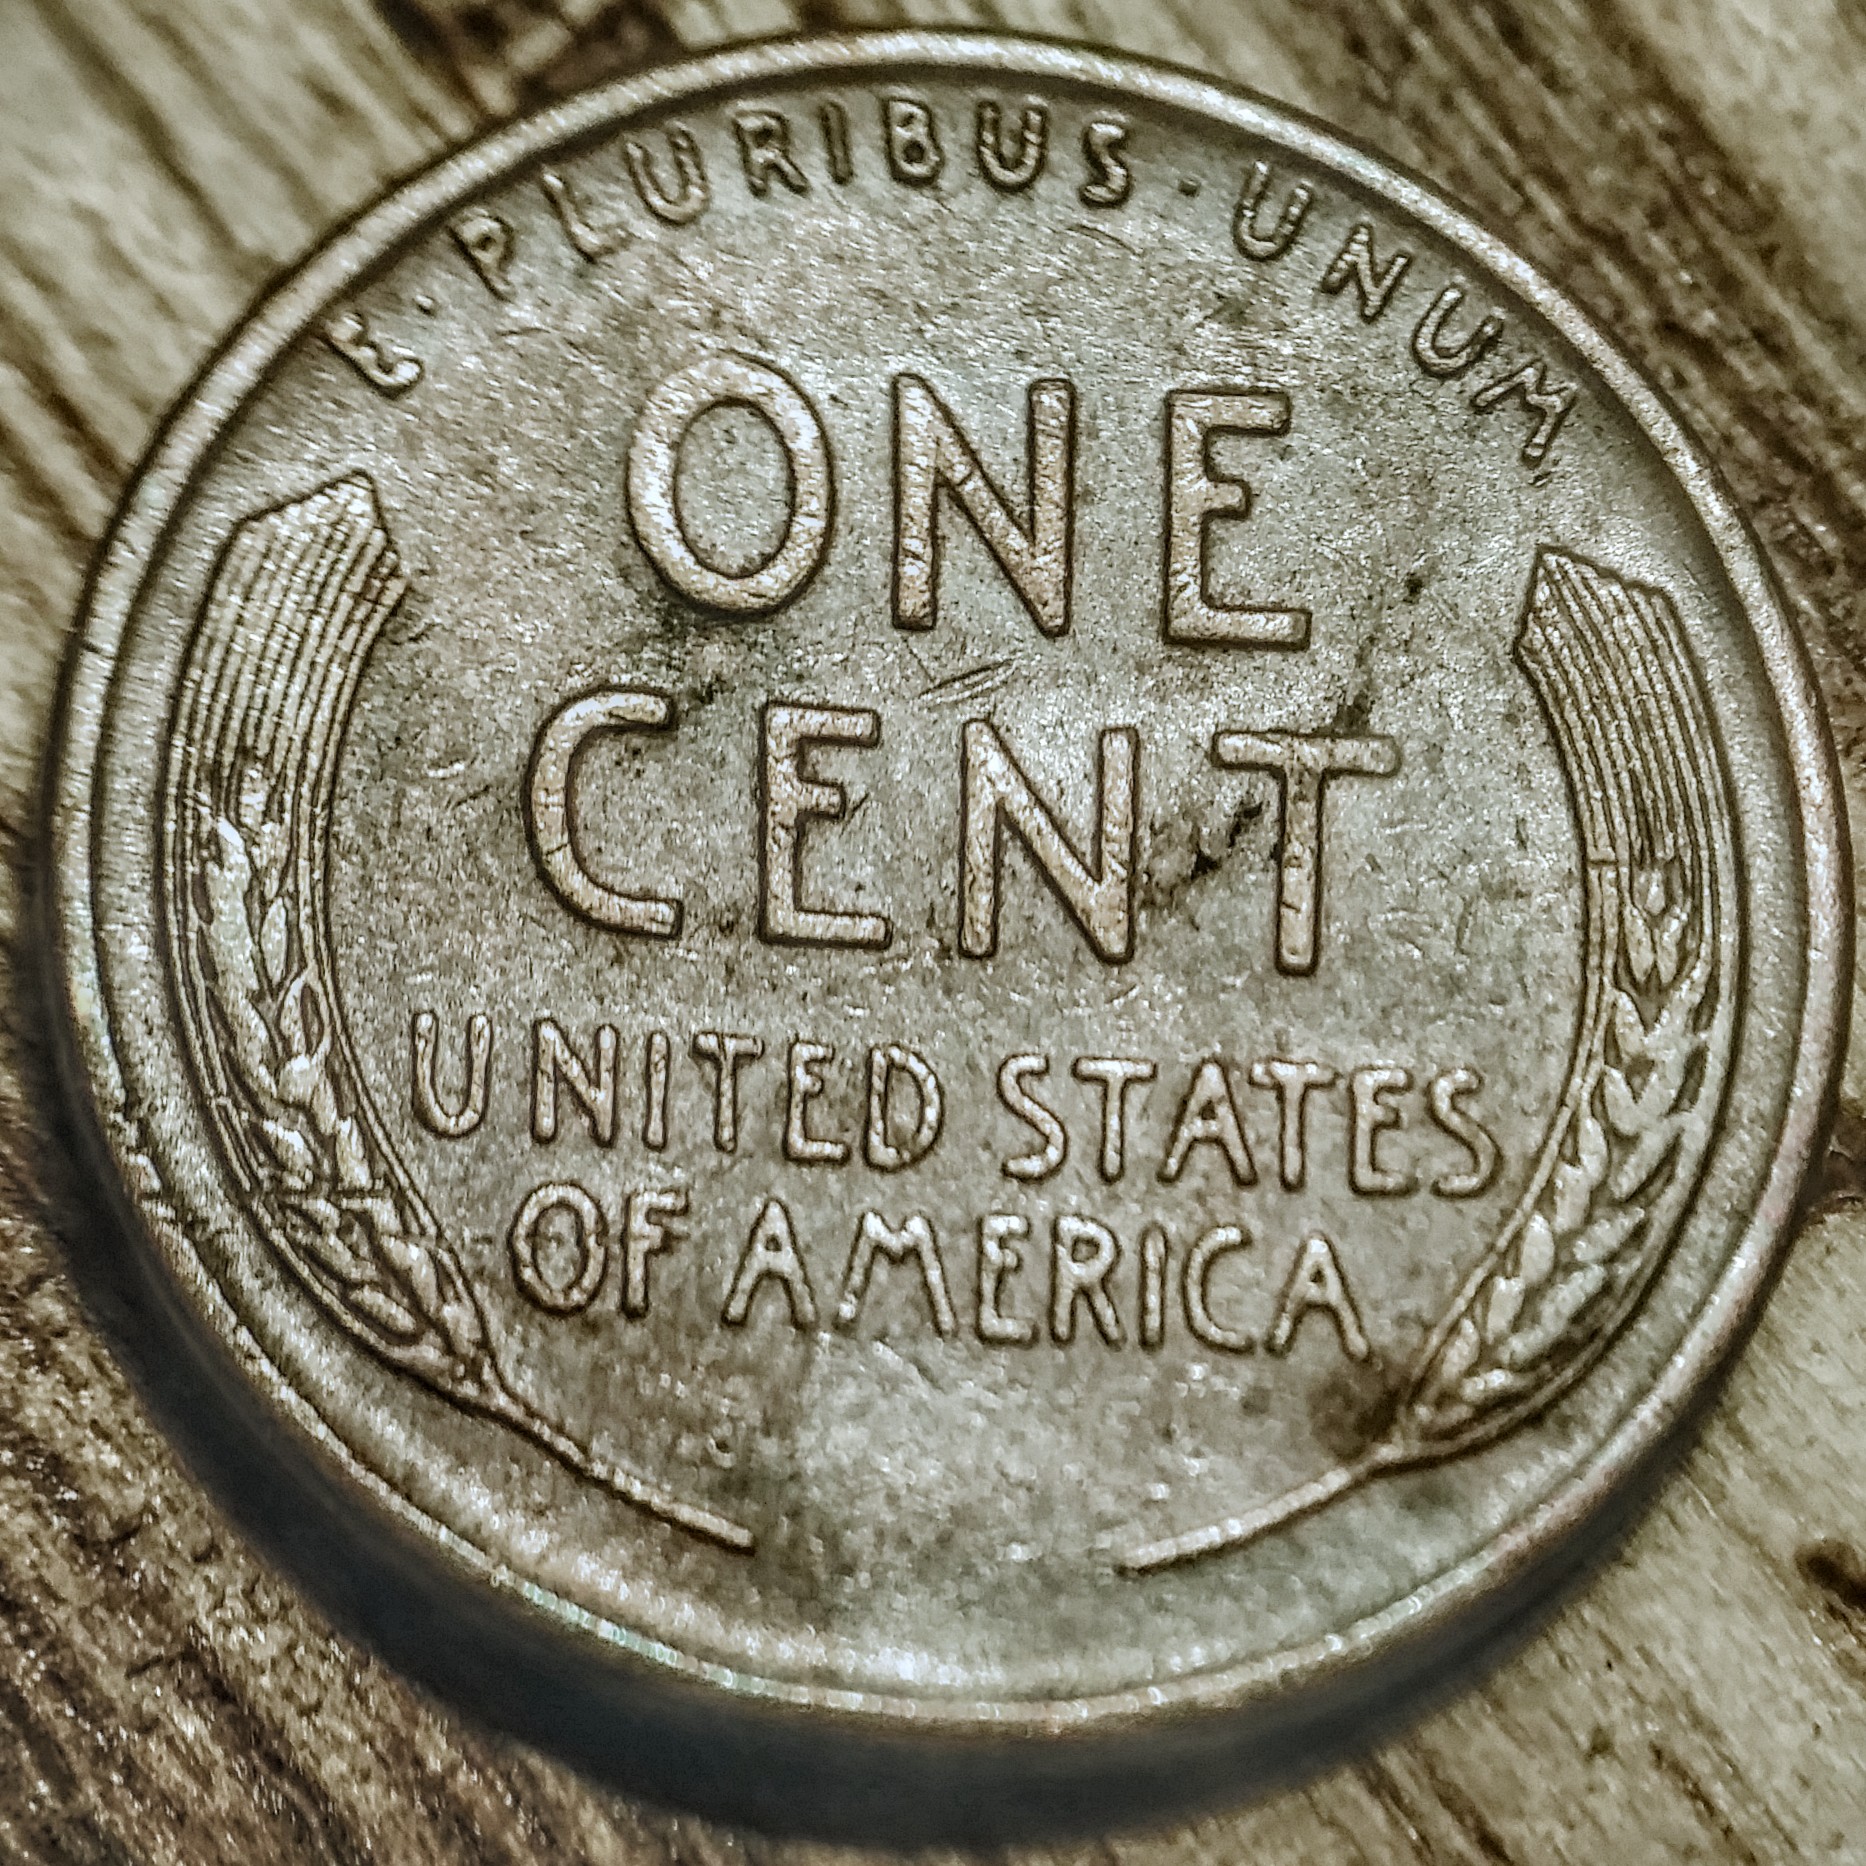 E · PLURIBUS · UNUM
ONE
CENT
UNITED STATES
OF AMERICA